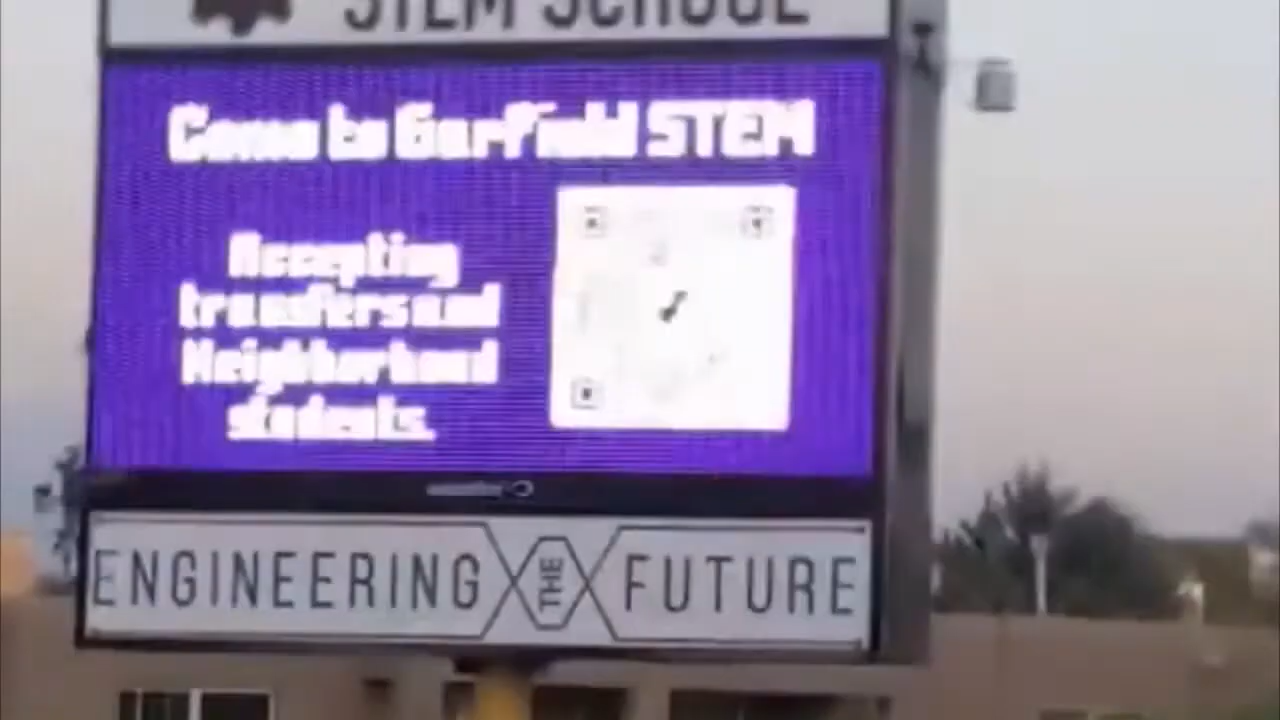 STEM SCHOOL
Come to Garfield STEM
Accepting
transfers and
Neighborhood
students.
ENGINEERING THE FUTURE